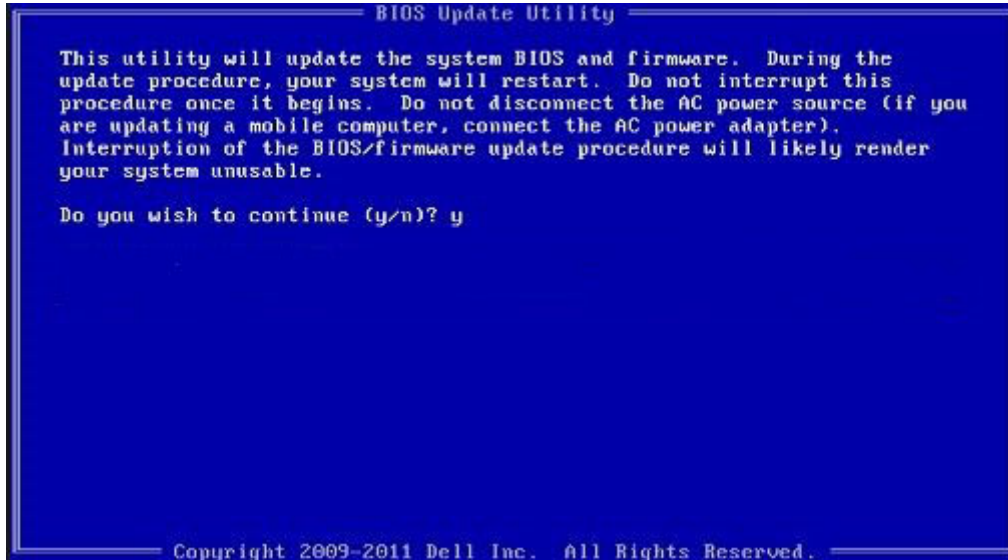 BIOS Update Utility
This utility will update the system BIOS and firmware.  During the
update procedure, your system will restart.  Do not interrupt this
procedure once it begins.  Do not disconnect the AC power source (if you
are updating a mobile computer, connect the AC power adapter).
Interruption of the BIOS/firmware update procedure will likely render
your system unusable.
Do you wish to continue (y/n)? y
Copyright 2009-2011 Dell Inc.  All Rights Reserved.